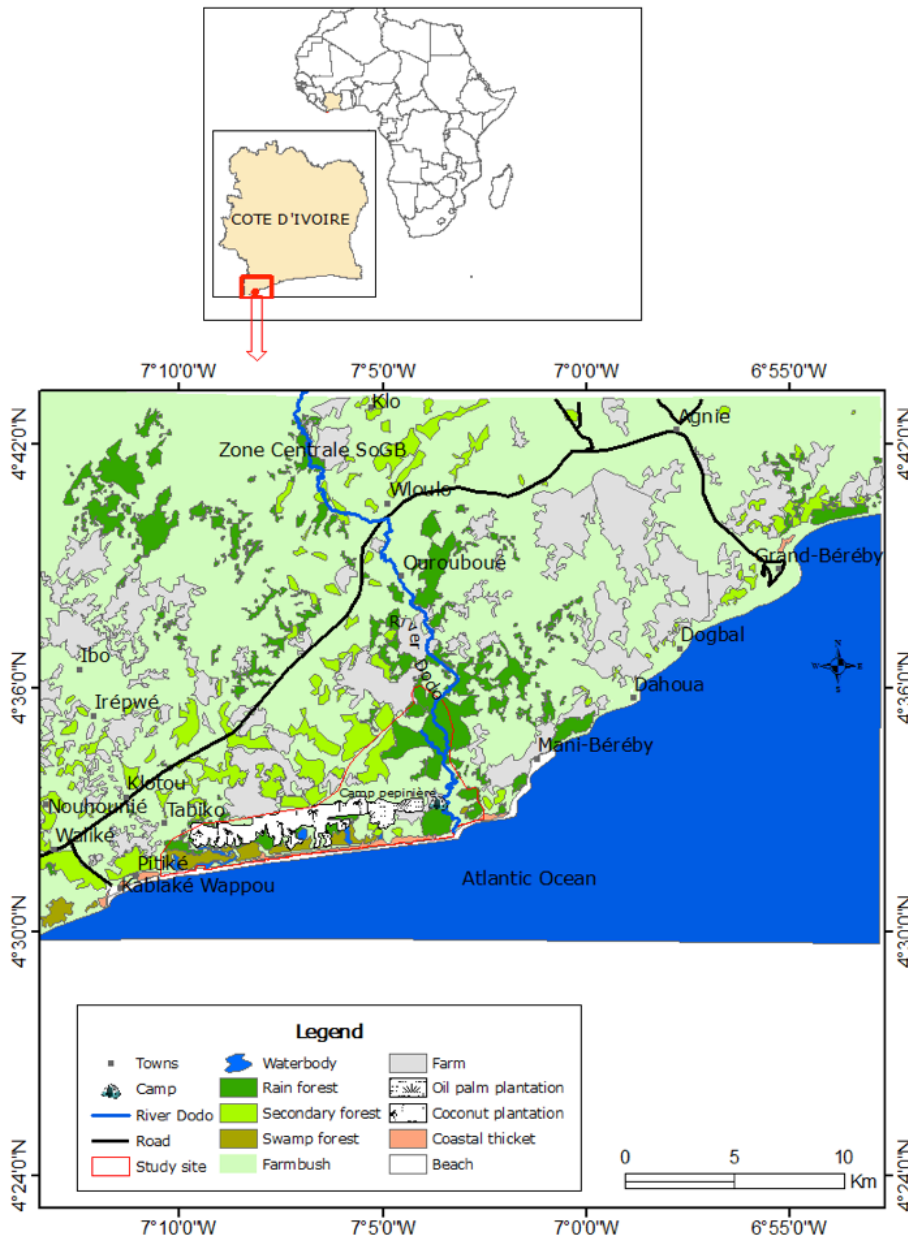 COTE D'IVOIRE
7°10'0"W 7°5'0"W 7°0'0"W 6°55'0"W
4°42'0"N
4°42'0"N
Klo
Agnie
Zone Centrale SoGB
Wloulo
Grand-Béréby
Ourouboué
River Dodo
Dogbal
Ibo
4°36'0"N
4°36'0"N
Dahoua
Irépwé
Mani-Béréby
Klotou
Camp pepinière
Nouhounié
Tabiko
Waliké
Pitiké
Kablaké Wappou
Atlantic Ocean
4°30'0"N
4°30'0"N
Legend
Towns
Camp
River Dodo
Road
Study site
Waterbody
Rain forest
Secondary forest
Swamp forest
Farmbush
Farm
Oil palm plantation
Coconut plantation
Coastal thicket
Beach
0 5 10
Km
4°24'0"N
4°24'0"N
7°10'0"W 7°5'0"W 7°0'0"W 6°55'0"W